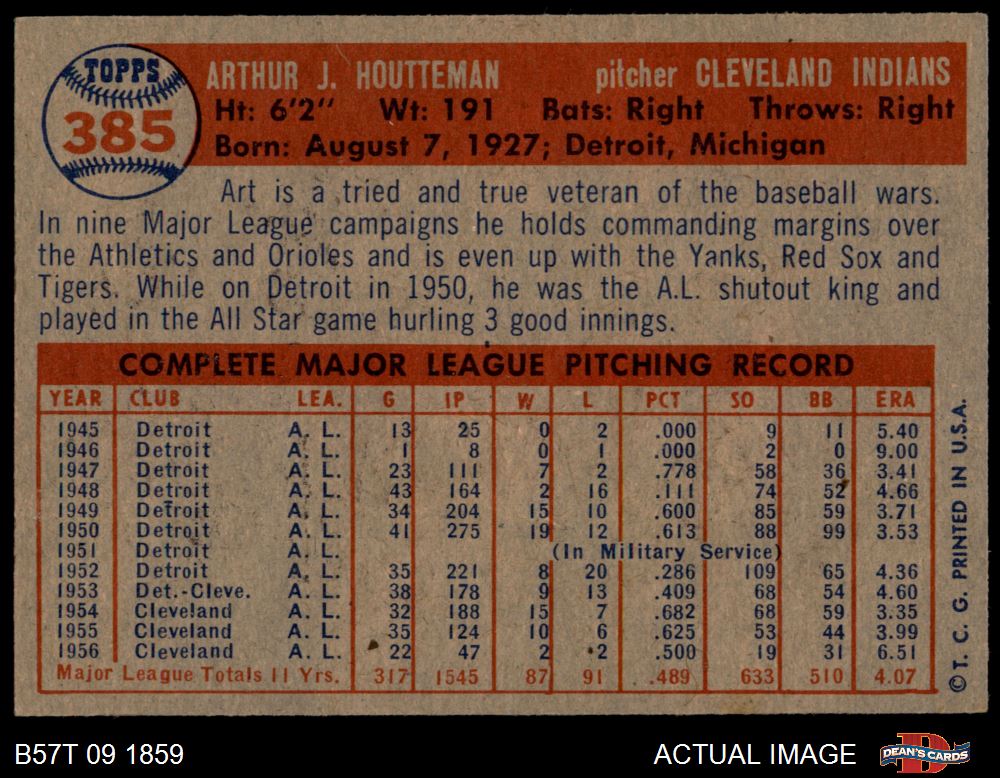 TOPPS
385
ARTHUR J. HOUTTEMAN pitcher CLEVELAND INDIANS
Ht: 6'2" Wt: 191 Bats: Right Throws: Right
Born: August 7, 1927; Detroit, Michigan
Art is a tried and true veteran of the baseball wars.
In nine Major League campaigns he holds commanding margins over
the Athletics and Orioles and is even up with the Yanks, Red Sox and
Tigers. While on Detroit in 1950, he was the A.L. shutout king and
played in the All Star game hurling 3 good innings.
COMPLETE MAJOR LEAGUE PITCHING RECORD
YEAR CLUB LEA. G IP W L PCT SO BB ERA
1945 Detroit A. L. 13 25 0 2 .000 9 11 5.40
1946 Detroit A. L. 1 8 0 1 .000 2 0 9.00
1947 Detroit A. L. 23 111 7 2 .778 58 36 3.41
1948 Detroit A. L. 43 164 2 16 .111 74 52 4.66
1949 Detroit A. L. 34 204 15 10 .600 85 59 3.71
1950 Detroit A. L. 41 275 19 12 .613 88 99 3.53
1951 Detroit A. L. (In Military Service)
1952 Detroit A. L. 35 221 8 20 .286 109 65 4.36
1953 Det.-Cleve. A. L. 38 178 9 13 .409 68 54 4.60
1954 Cleveland A. L. 32 188 15 7 .682 68 59 3.35
1955 Cleveland A. L. 35 124 10 6 .625 53 44 3.99
1956 Cleveland A. L. 22 47 2 2 .500 19 31 6.51
Major League Totals 11 Yrs. 317 1545 87 91 .489 633 510 4.07
©T. C. G. PRINTED IN U.S.A.
B57T 09 1859 ACTUAL IMAGE DEAN'S CARDS